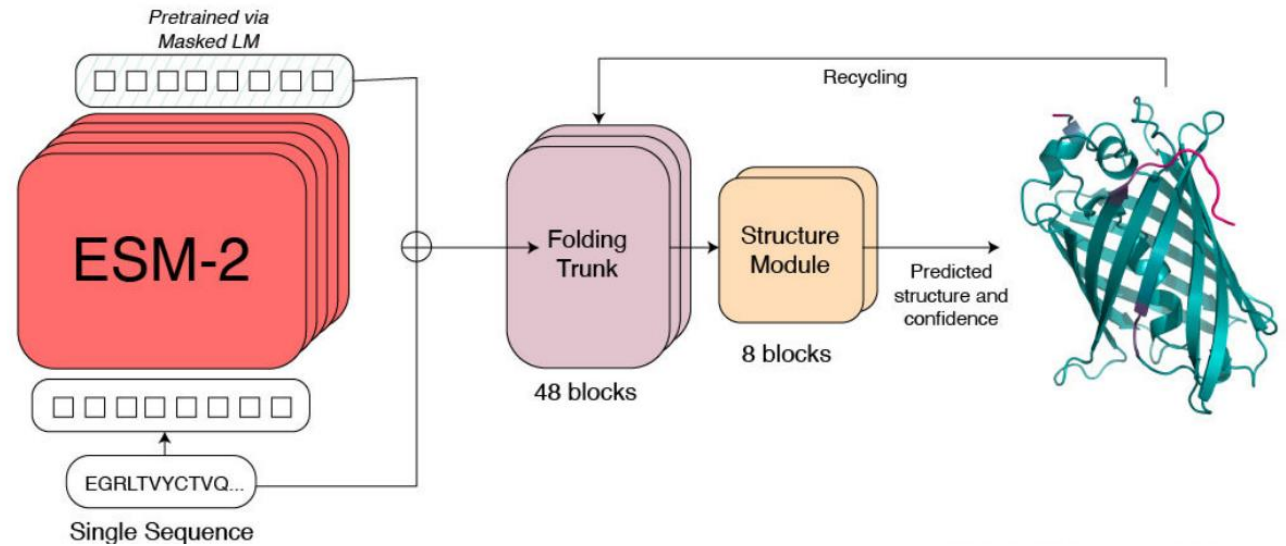 Pretrained via
Masked LM
ESM-2
EGRLTVYCTVQ...
Single Sequence
Recycling
Folding
Trunk
48 blocks
Structure
Module
8 blocks
Predicted
structure and
confidence